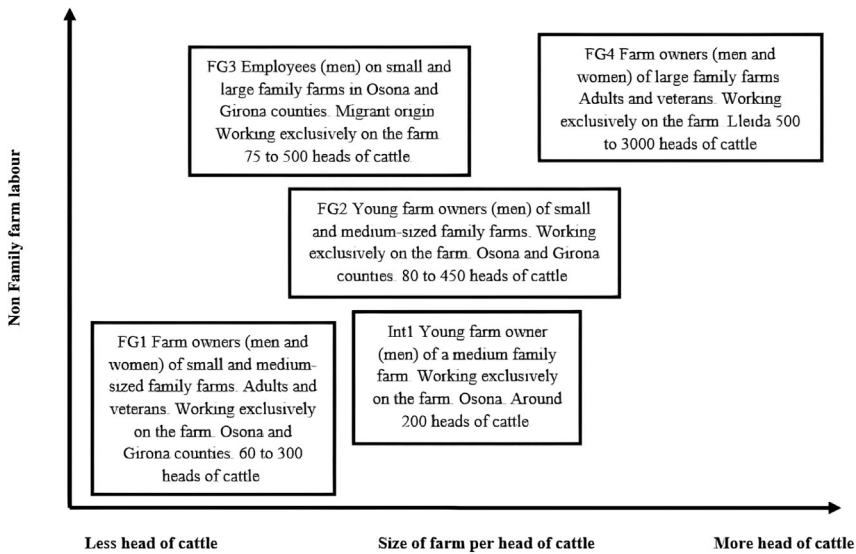 Non Family farm labour
FG3 Employees (men) on small and
large family farms in Osona and
Girona counties. Migrant origin
Working exclusively on the farm
75 to 500 heads of cattle
FG4 Farm owners (men and
women) of large family farms
Adults and veterans. Working
exclusively on the farm. Lleida 500
to 3000 heads of cattle
FG2 Young farm owners (men) of small
and medium-sized family farms. Working
exclusively on the farm. Osona and Girona
counties. 80 to 450 heads of cattle
FG1 Farm owners (men and
women) of small and medium-
sized family farms. Adults and
veterans. Working exclusively
on the farm. Osona and
Girona counties. 60 to 300
heads of cattle
Int1 Young farm owner
(men) of a medium family
farm. Working exclusively
on the farm. Osona. Around
200 heads of cattle
Less head of cattle
Size of farm per head of cattle
More head of cattle